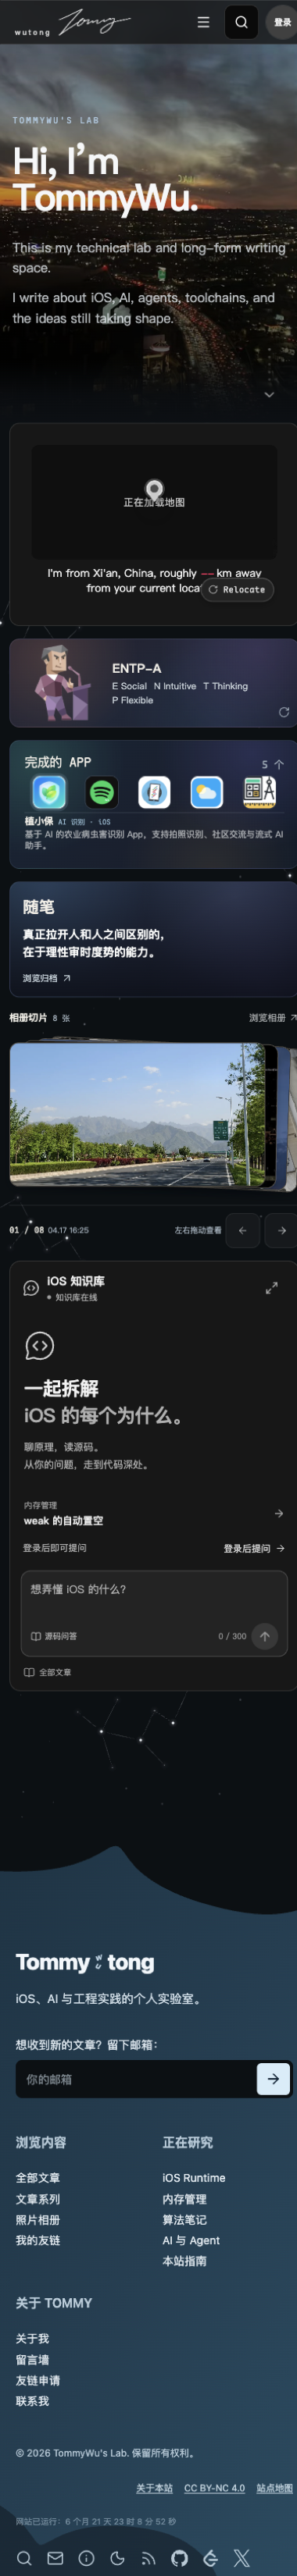 wutong Tommy
登录
TOMMYWU'S LAB
Hi, I'm
TommyWu.
This is my technical lab and long-form writing
space.
I write about iOS, AI, agents, toolchains, and
the ideas still taking shape.
正在加载地图
I'm from Xi'an, China, roughly -- km away
from your current loca
Relocate
ENTP-A
E Social N Intuitive T Thinking
P Flexible
完成的 APP
5 个
植小保 AI 识别 · iOS
基于 AI 的农业病虫害识别 App，支持拍照识别、社区交流与流式 AI
助手。
随笔
真正拉开人和人之间区别的，
在于理性审时度势的能力。
浏览归档
相册切片 8 张
浏览相册
01 / 08 04.17 16:25
左右拖动查看
iOS 知识库
知识库在线
一起拆解
iOS 的每个为什么。
聊原理，读源码。
从你的问题，走到代码深处。
内存管理
weak 的自动置空
登录后即可提问
登录后提问
想弄懂 iOS 的什么？
源码问答
0 / 300
全部文章
Tommy wu tong
iOS、AI 与工程实践的个人实验室。
想收到新的文章？留下邮箱：
你的邮箱
浏览内容
全部文章
文章系列
照片相册
我的友链
正在研究
iOS Runtime
内存管理
算法笔记
AI 与 Agent
本站指南
关于 TOMMY
关于我
留言墙
友链申请
联系我
© 2026 TommyWu's Lab. 保留所有权利。
关于本站 CC BY-NC 4.0 站点地图
网站已运行：6 个月 21 天 23 时 8 分 52 秒